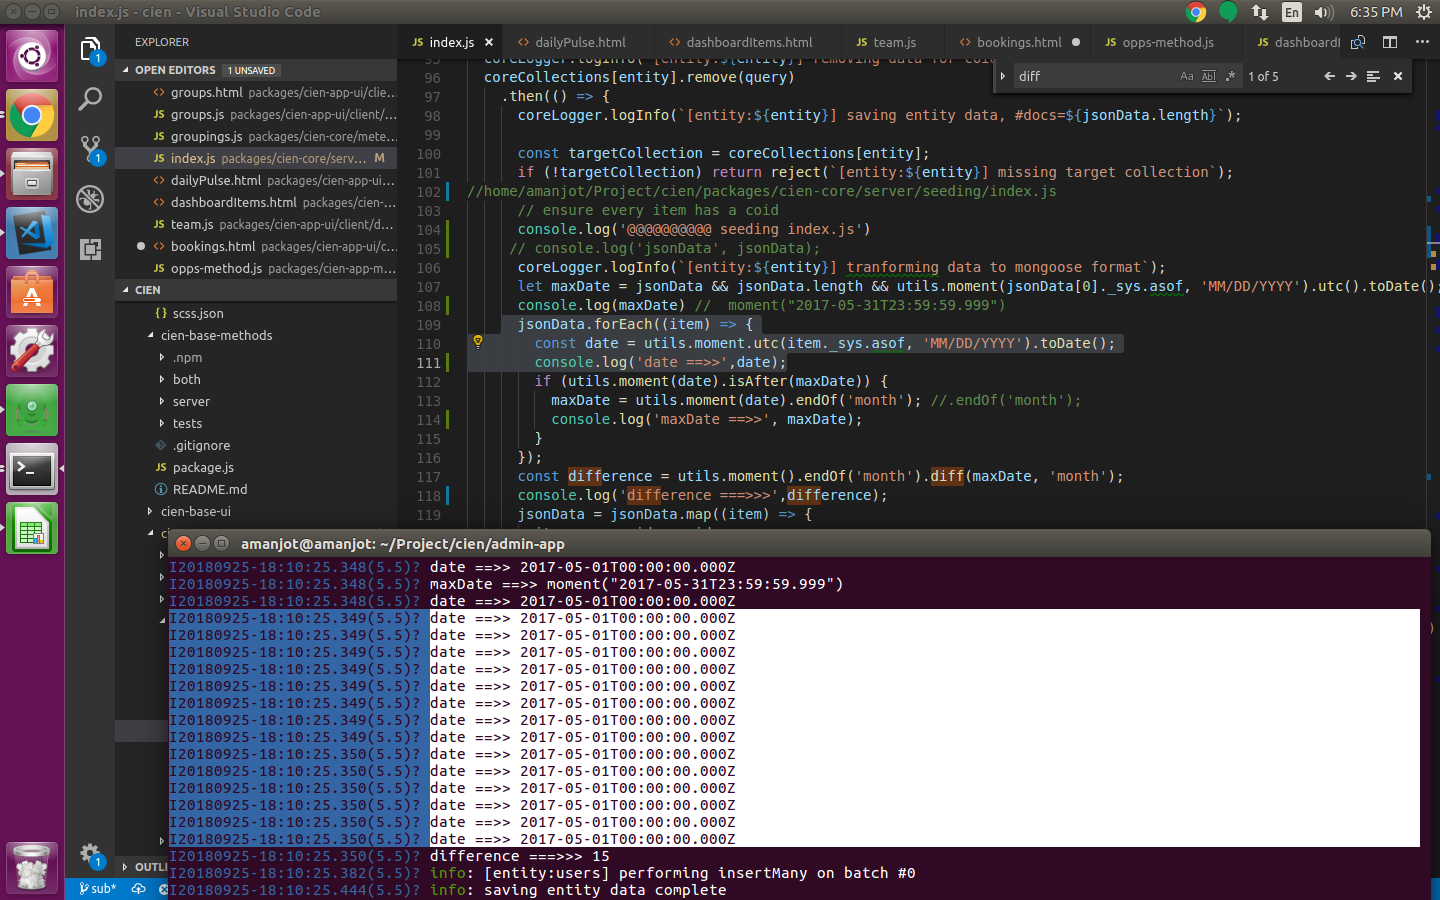 index.js - cien - Visual Studio Code
En
6:35 PM
EXPLORER
OPEN EDITORS 1 UNSAVED
<> groups.html packages/cien-app-ui/clie...
JS groups.js packages/cien-app-ui/client/...
JS groupings.js packages/cien-core/mete...
JS index.js packages/cien-core/serv... M
<> dailyPulse.html packages/cien-app-ui...
<> dashboardItems.html packages/cien-...
JS team.js packages/cien-app-ui/client/d...
<> bookings.html packages/cien-app-ui/c...
JS opps-method.js packages/cien-app-m...
CIEN
{ } scss.json
cien-base-methods
.npm
both
server
tests
.gitignore
JS package.js
README.md
cien-base-ui
OUTLI
sub*
1
1
1
JS index.js
<> dailyPulse.html
<> dashboardItems.html
JS team.js
<> bookings.html
JS opps-method.js
JS dashboardI
diff
Aa Abl .*
1 of 5
96 coreCollections[entity].remove(query)
97 .then(() => {
98 coreLogger.logInfo(`[entity:${entity}] saving entity data, #docs=${jsonData.length}`);
99
100 const targetCollection = coreCollections[entity];
101 if (!targetCollection) return reject(`[entity:${entity}] missing target collection`);
102 //home/amanjot/Project/cien/packages/cien-core/server/seeding/index.js
103 // ensure every item has a coid
104 console.log('@@@@@@@@@@ seeding index.js')
105 // console.log('jsonData', jsonData);
106 coreLogger.logInfo(`[entity:${entity}] tranforming data to mongoose format`);
107 let maxDate = jsonData && jsonData.length && utils.moment(jsonData[0]._sys.asof, 'MM/DD/YYYY').utc().toDate();
108 console.log(maxDate) //  moment("2017-05-31T23:59:59.999")
109 jsonData.forEach((item) => {
110 const date = utils.moment.utc(item._sys.asof, 'MM/DD/YYYY').toDate();
111 console.log('date ==>>',date);
112 if (utils.moment(date).isAfter(maxDate)) {
113 maxDate = utils.moment(date).endOf('month'); //.endOf('month');
114 console.log('maxDate ==>>', maxDate);
115 }
116 });
117 const difference = utils.moment().endOf('month').diff(maxDate, 'month');
118 console.log('difference ===>>>',difference);
119 jsonData = jsonData.map((item) => {
amanjot@amanjot: ~/Project/cien/admin-app
I20180925-18:10:25.348(5.5)? date ==>> 2017-05-01T00:00:00.000Z
I20180925-18:10:25.348(5.5)? maxDate ==>> moment("2017-05-31T23:59:59.999")
I20180925-18:10:25.348(5.5)? date ==>> 2017-05-01T00:00:00.000Z
I20180925-18:10:25.349(5.5)? date ==>> 2017-05-01T00:00:00.000Z
I20180925-18:10:25.349(5.5)? date ==>> 2017-05-01T00:00:00.000Z
I20180925-18:10:25.349(5.5)? date ==>> 2017-05-01T00:00:00.000Z
I20180925-18:10:25.349(5.5)? date ==>> 2017-05-01T00:00:00.000Z
I20180925-18:10:25.349(5.5)? date ==>> 2017-05-01T00:00:00.000Z
I20180925-18:10:25.349(5.5)? date ==>> 2017-05-01T00:00:00.000Z
I20180925-18:10:25.349(5.5)? date ==>> 2017-05-01T00:00:00.000Z
I20180925-18:10:25.349(5.5)? date ==>> 2017-05-01T00:00:00.000Z
I20180925-18:10:25.350(5.5)? date ==>> 2017-05-01T00:00:00.000Z
I20180925-18:10:25.350(5.5)? date ==>> 2017-05-01T00:00:00.000Z
I20180925-18:10:25.350(5.5)? date ==>> 2017-05-01T00:00:00.000Z
I20180925-18:10:25.350(5.5)? date ==>> 2017-05-01T00:00:00.000Z
I20180925-18:10:25.350(5.5)? date ==>> 2017-05-01T00:00:00.000Z
I20180925-18:10:25.350(5.5)? date ==>> 2017-05-01T00:00:00.000Z
I20180925-18:10:25.350(5.5)? difference ===>>> 15
I20180925-18:10:25.382(5.5)? info: [entity:users] performing insertMany on batch #0
I20180925-18:10:25.444(5.5)? info: saving entity data complete